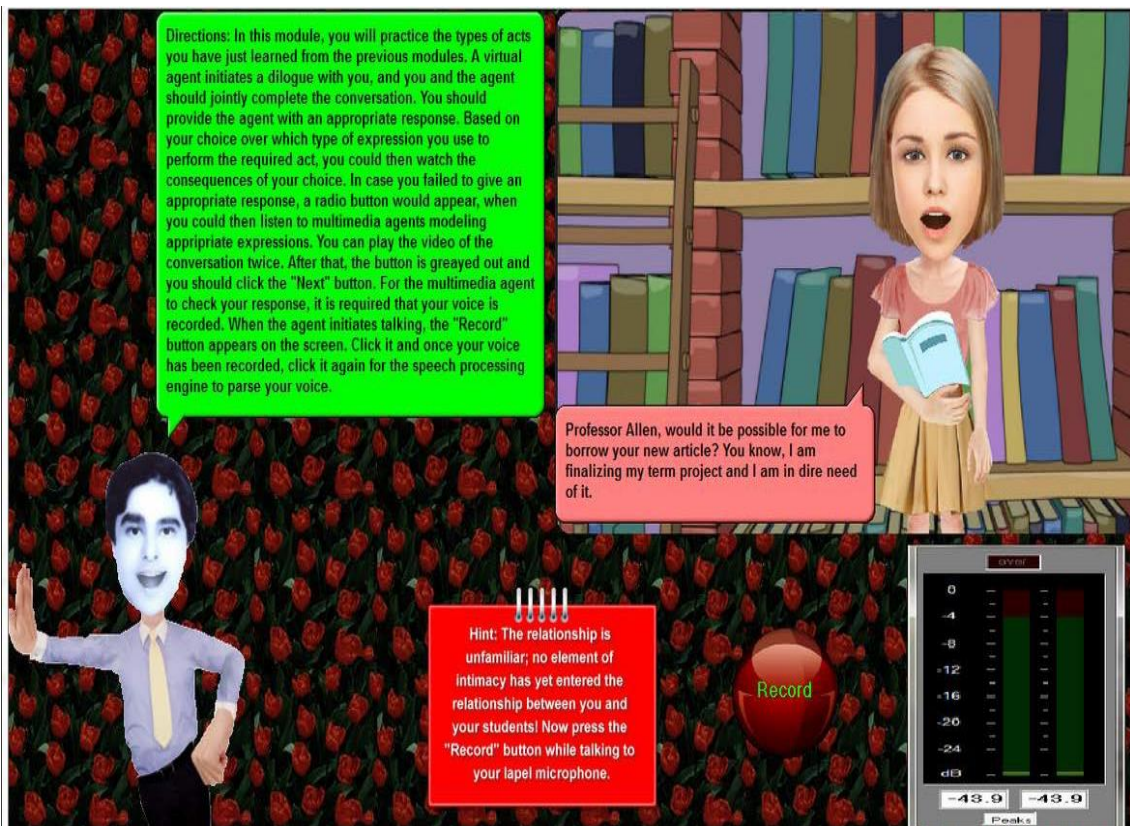 Directions: In this module, you will practice the types of acts
you have just learned from the previous modules. A virtual
agent initiates a dilogue with you, and you and the agent
should jointly complete the conversation. You should
provide the agent with an appropriate response. Based on
your choice over which type of expression you use to
perform the required act, you could then watch the
consequences of your choice. In case you failed to give an
appropriate response, a radio button would appear, when
you could then listen to multimedia agents modeling
appripriate expressions. You can play the video of the
conversation twice. After that, the button is greayed out and
you should click the "Next" button. For the multimedia agent
to check your response, it is required that your voice is
recorded. When the agent initiates talking, the "Record"
button appears on the screen. Click it and once your voice
has been recorded, click it again for the speech processing
engine to parse your voice.
Professor Allen, would it be possible for me to
borrow your new article? You know, I am
finalizing my term project and I am in dire need
of it.
Hint: The relationship is
unfamiliar; no element of
intimacy has yet entered the
relationship between you and
your students! Now press the
"Record" button while talking to
your lapel microphone.
Record
over
0
-4
-8
-12
-16
-20
-24
dB
-43.9 -43.9
Peaks